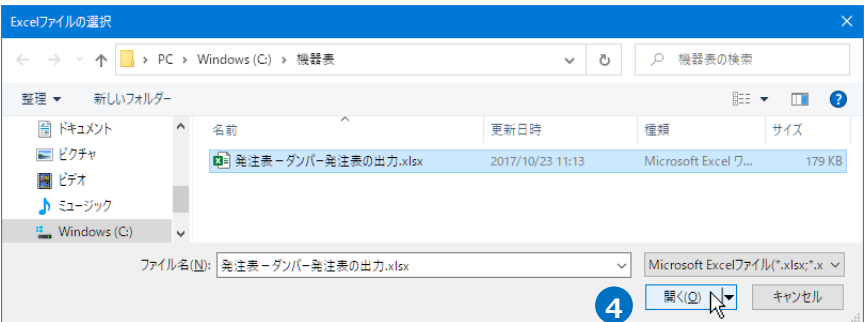 Excelファイルの選択
PC › Windows (C:) › 機器表
機器表の検索
整理 新しいフォルダー
名前 更新日時 種類 サイズ
ドキュメント
ピクチャ
ビデオ
ミュージック
Windows (C:)
発注表－ダンパー発注表の出力.xlsx 2017/10/23 11:13 Microsoft Excel ワ... 179 KB
ファイル名(N): 発注表－ダンパー発注表の出力.xlsx Microsoft Excelファイル(*.xlsx;*.x
4 開く(O) キャンセル